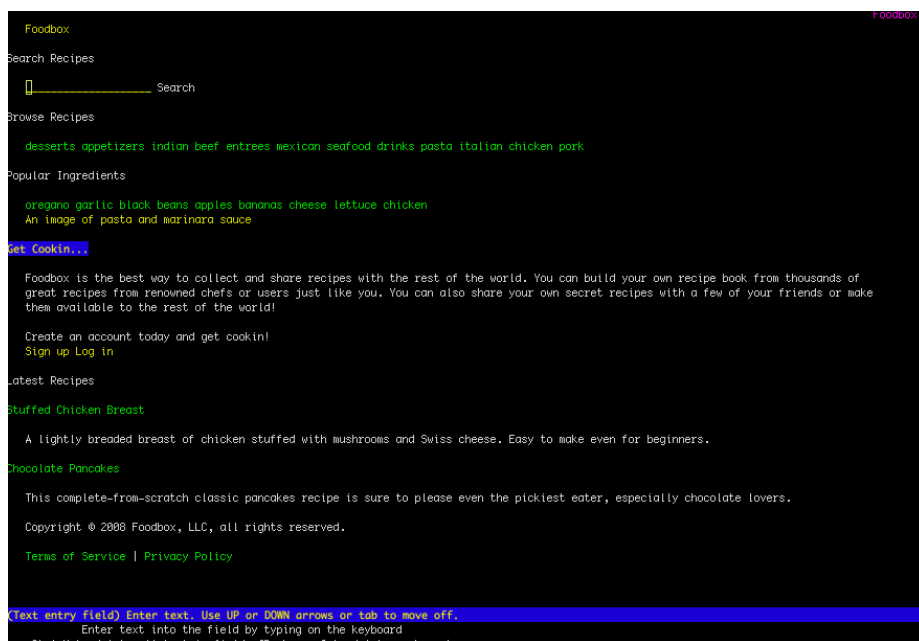 Foodbox
Foodbox
Search Recipes
____________________ Search
Browse Recipes
desserts appetizers indian beef entrees mexican seafood drinks pasta italian chicken pork
Popular Ingredients
oregano garlic black beans apples bananas cheese lettuce chicken
An image of pasta and marinara sauce
Get Cookin...
Foodbox is the best way to collect and share recipes with the rest of the world. You can build your own recipe book from thousands of
great recipes from renowned chefs or users just like you. You can also share your own secret recipes with a few of your friends or make
them available to the rest of the world!
Create an account today and get cookin!
Sign up Log in
Latest Recipes
Stuffed Chicken Breast
A lightly breaded breast of chicken stuffed with mushrooms and Swiss cheese. Easy to make even for beginners.
Chocolate Pancakes
This complete-from-scratch classic pancakes recipe is sure to please even the pickiest eater, especially chocolate lovers.
Copyright © 2008 Foodbox, LLC, all rights reserved.
Terms of Service | Privacy Policy
(Text entry field) Enter text. Use UP or DOWN arrows or tab to move off.
Enter text into the field by typing on the keyboard